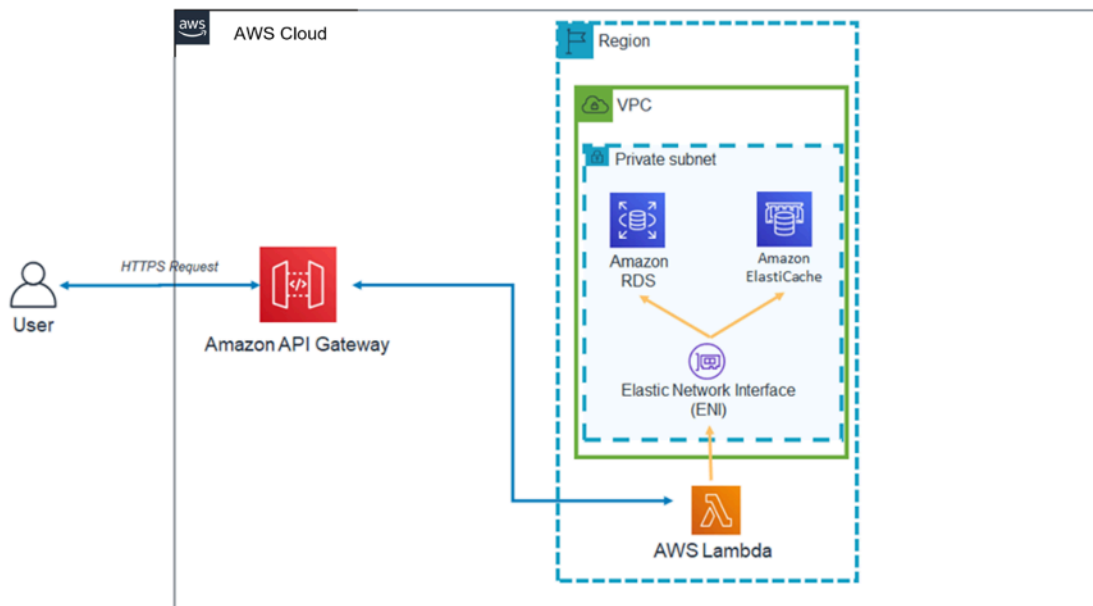 aws
AWS Cloud
Region
VPC
Private subnet
Amazon
RDS
Amazon
ElastiCache
HTTPS Request
</>
User
Amazon API Gateway
Elastic Network Interface
(ENI)
AWS Lambda